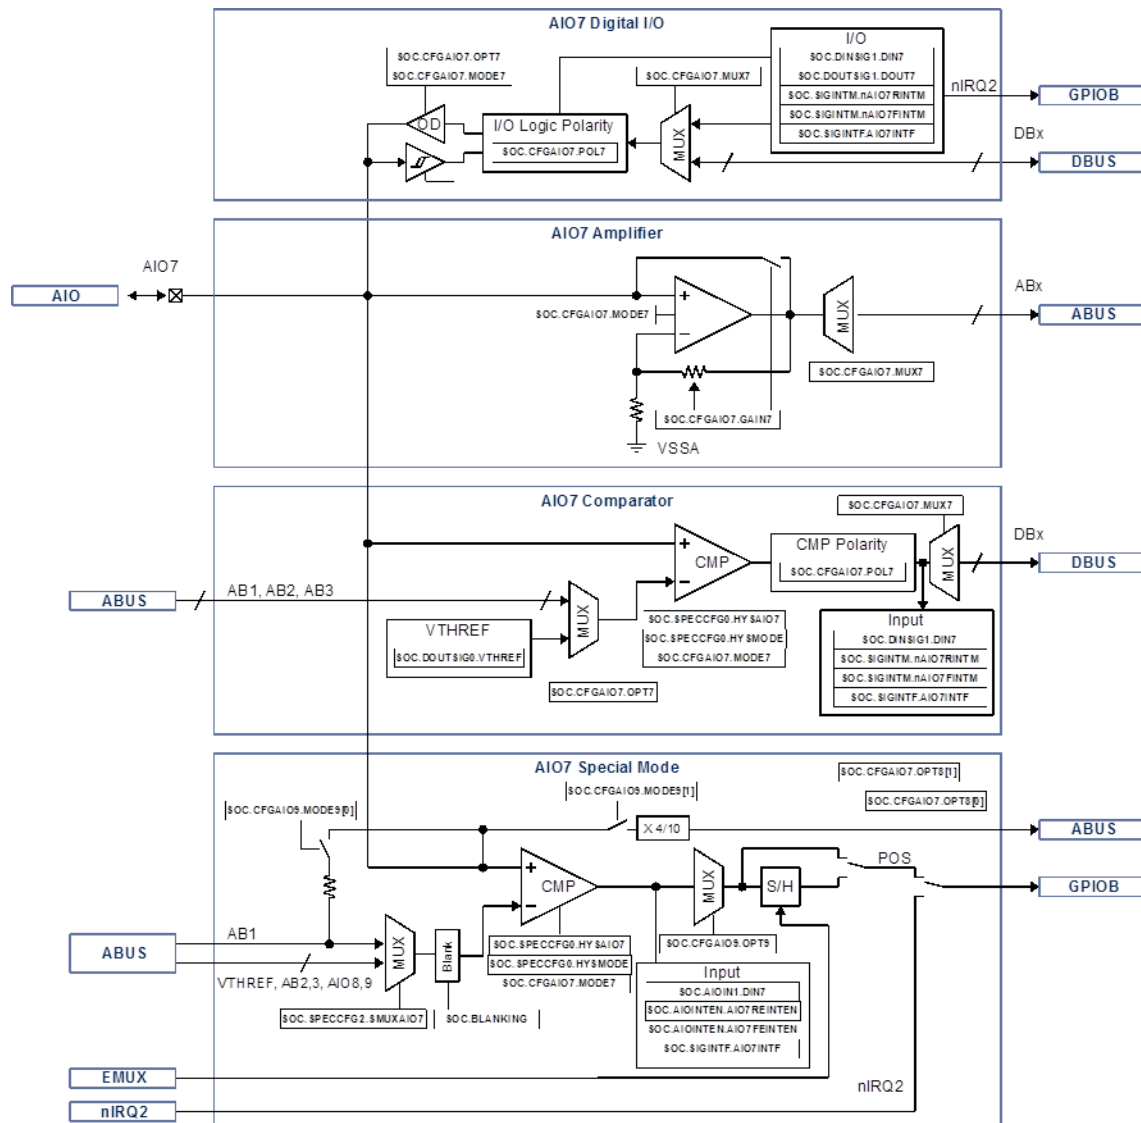 AIO7 Digital I/O
I/O
SOC.CFGAIO7.OPT7
SOC.CFGAIO7.MODE7
SOC.CFGAIO7.MUX7
SOC.DINSIG1.DIN7
SOC.DOUTSIG1.DOUT7
SOC.SIGINTM.nAIO7RINTM
SOC.SIGINTM.nAIO7FINTM
SOC.SIGINTF.AIO7INTF
nIRQ2
GPIOB
OD
I/O Logic Polarity
SOC.CFGAIO7.POL7
MUX
DBx
DBUS
AIO7 Amplifier
AIO7
AIO
+
SOC.CFGAIO7.MODE7
−
MUX
ABx
ABUS
SOC.CFGAIO7.MUX7
SOC.CFGAIO7.GAIN7
VSSA
AIO7 Comparator
SOC.CFGAIO7.MUX7
+
CMP
−
CMP Polarity
SOC.CFGAIO7.POL7
MUX
DBx
DBUS
ABUS
AB1, AB2, AB3
VTHREF
SOC.DOUTSIG0.VTHREF
MUX
SOC.SPECCFG0.HYSAIO7
SOC.SPECCFG0.HYSMODE
SOC.CFGAIO7.MODE7
SOC.CFGAIO7.OPT7
Input
SOC.DINSIG1.DIN7
SOC.SIGINTM.nAIO7RINTM
SOC.SIGINTM.nAIO7FINTM
SOC.SIGINTF.AIO7INTF
AIO7 Special Mode
SOC.CFGAIO7.OPT8[1]
SOC.CFGAIO7.OPT8[0]
SOC.CFGAIO9.MODE9[0]
SOC.CFGAIO9.MODE9[1]
X 4/10
ABUS
+
CMP
−
MUX
S/H
POS
GPIOB
ABUS
AB1
VTHREF, AB2,3, AIO8,9
MUX
Blank
SOC.SPECCFG0.HYSAIO7
SOC.SPECCFG0.HYSMODE
SOC.CFGAIO7.MODE7
SOC.CFGAIO9.OPT9
SOC.SPECCFG2.SMUXAIO7
SOC.BLANKING
Input
SOC.AIOIN1.DIN7
SOC.AIOINTEN.AIO7REINTEN
SOC.AIOINTEN.AIO7FEINTEN
SOC.SIGINTF.AIO7INTF
EMUX
nIRQ2
nIRQ2